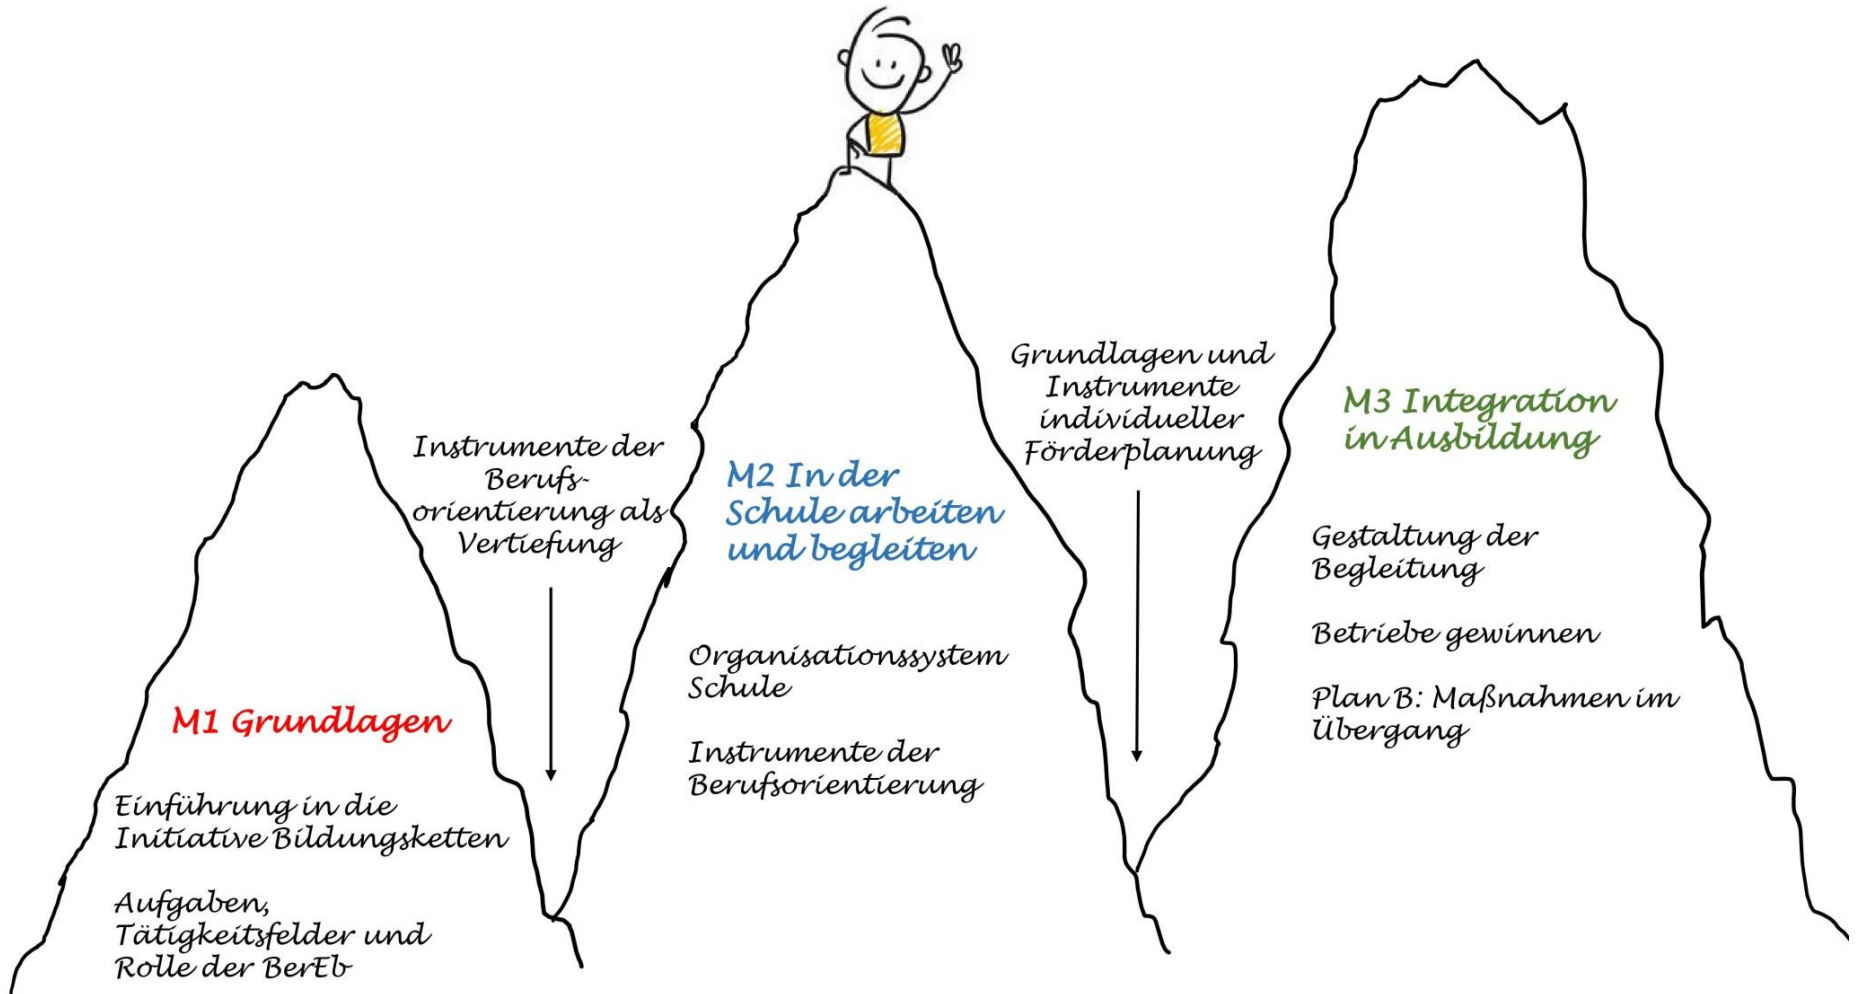 M1 Grundlagen
Einführung in die
Initiative Bildungsketten
Aufgaben,
Tätigkeitsfelder und
Rolle der BerEb
Instrumente der
Berufs-
orientierung als
Vertiefung
M2 In der
Schule arbeiten
und begleiten
Organisationssystem
Schule
Instrumente der
Berufsorientierung
Grundlagen und
Instrumente
individueller
Förderplanung
M3 Integration
in Ausbildung
Gestaltung der
Begleitung
Betriebe gewinnen
Plan B: Maßnahmen im
Übergang